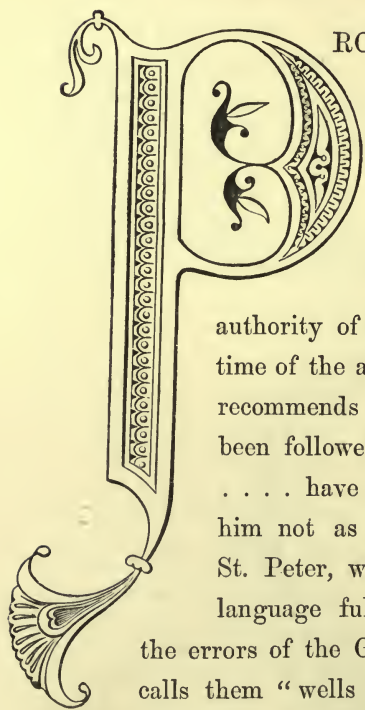 PRO
authority of
time of the a
recommends
been followe
. . . . have
him not as
St. Peter, w
language ful
the errors of the G
calls them “ wells